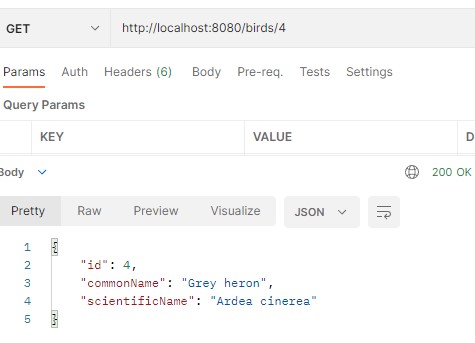 GET http://localhost:8080/birds/4
Params Auth Headers (6) Body Pre-req. Tests Settings
Query Params
KEY VALUE D
Body 200 OK
Pretty Raw Preview Visualize JSON
1 {
2 "id": 4,
3 "commonName": "Grey heron",
4 "scientificName": "Ardea cinerea"
5 }